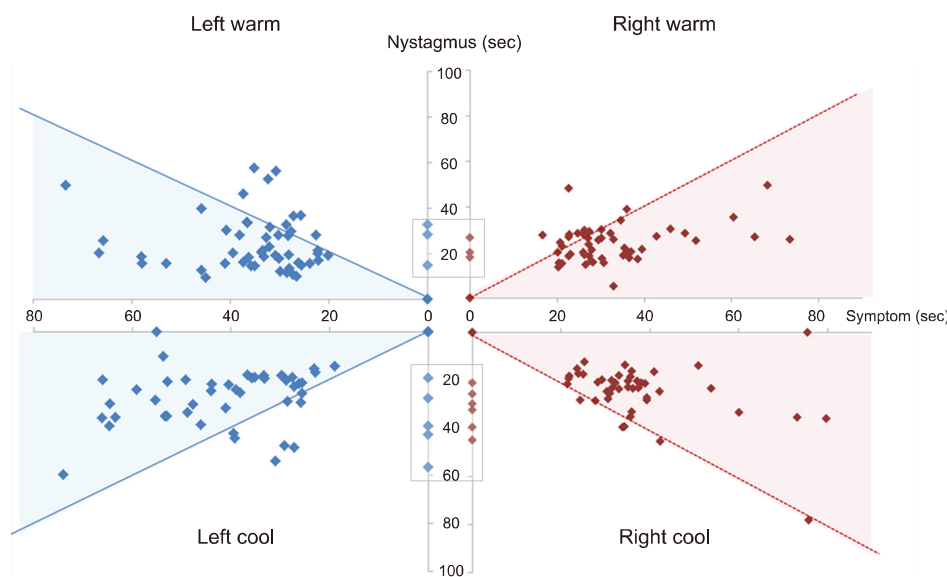 Left warm
Right warm
Nystagmus (sec)
100
80
60
40
20
80 60 40 20 0 0 20 40 60 80 Symptom (sec)
20
40
60
80
100
Left cool
Right cool